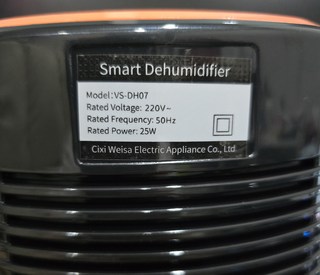 Smart Dehumidifier
Model:VS-DH07
Rated Voltage: 220V~
Rated Frequency: 50Hz
Rated Power: 25W
Cixi Weisa Electric Appliance Co., Ltd